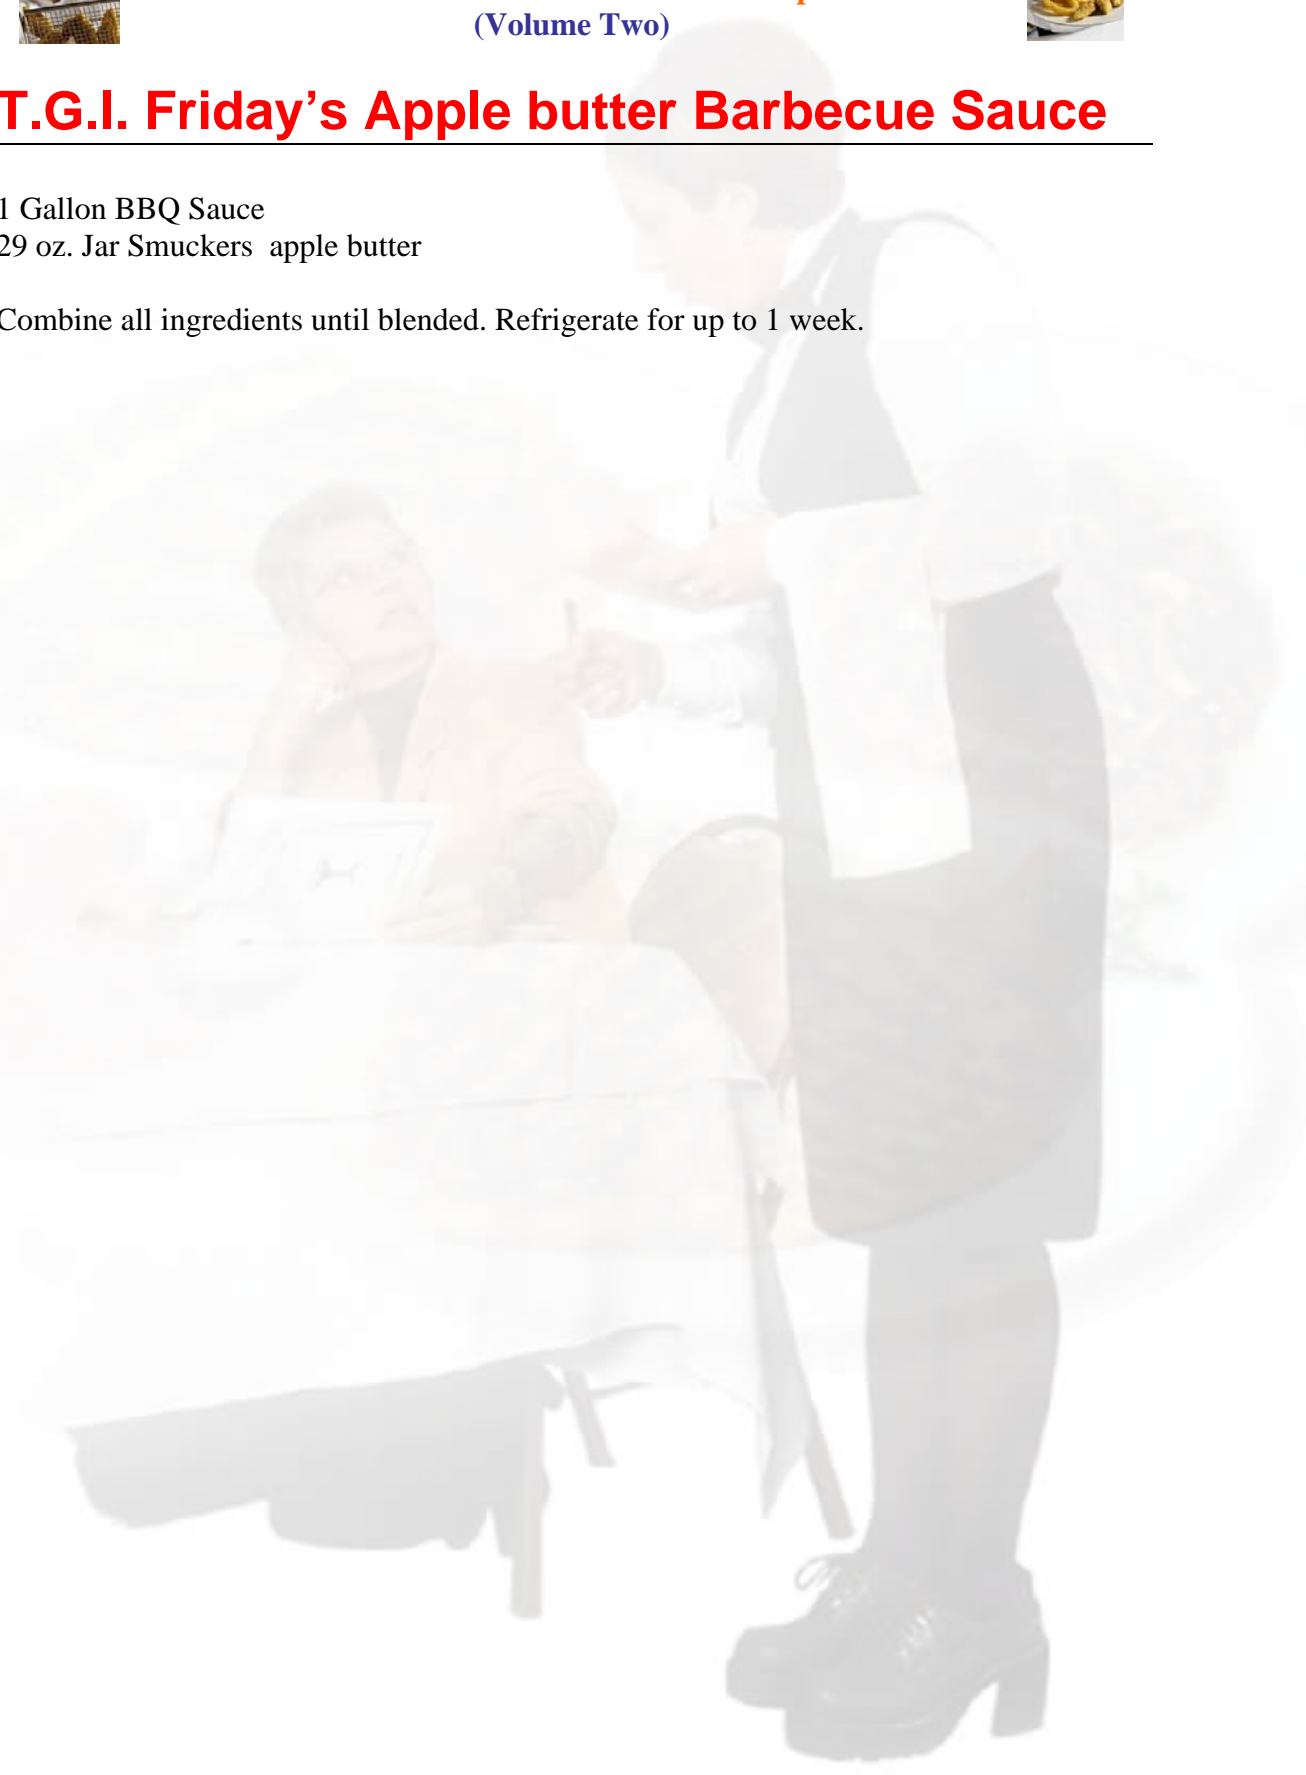 (Volume Two)
T.G.I. Friday’s Apple butter Barbecue Sauce
1 Gallon BBQ Sauce
29 oz. Jar Smuckers  apple butter
Combine all ingredients until blended. Refrigerate for up to 1 week.